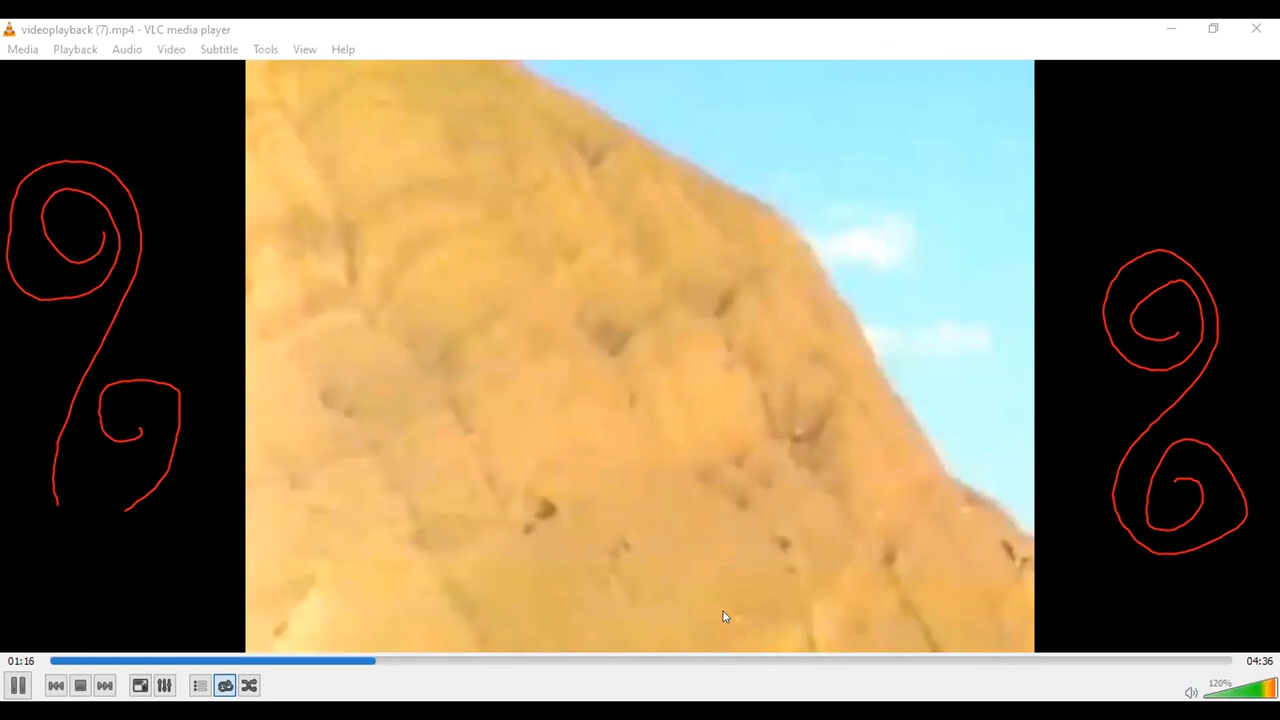 videoplayback (7).mp4 - VLC media player
Media Playback Audio Video Subtitle Tools View Help
01:16 04:36
120%